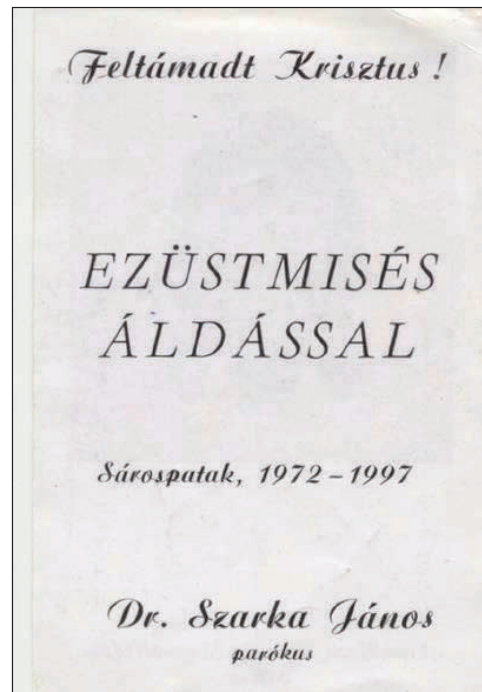 Feltámadt Krisztus !
EZÜSTMISÉS
ÁLDÁSSAL
Sárospatak, 1972 – 1997
Dr. Szarka János
parókus